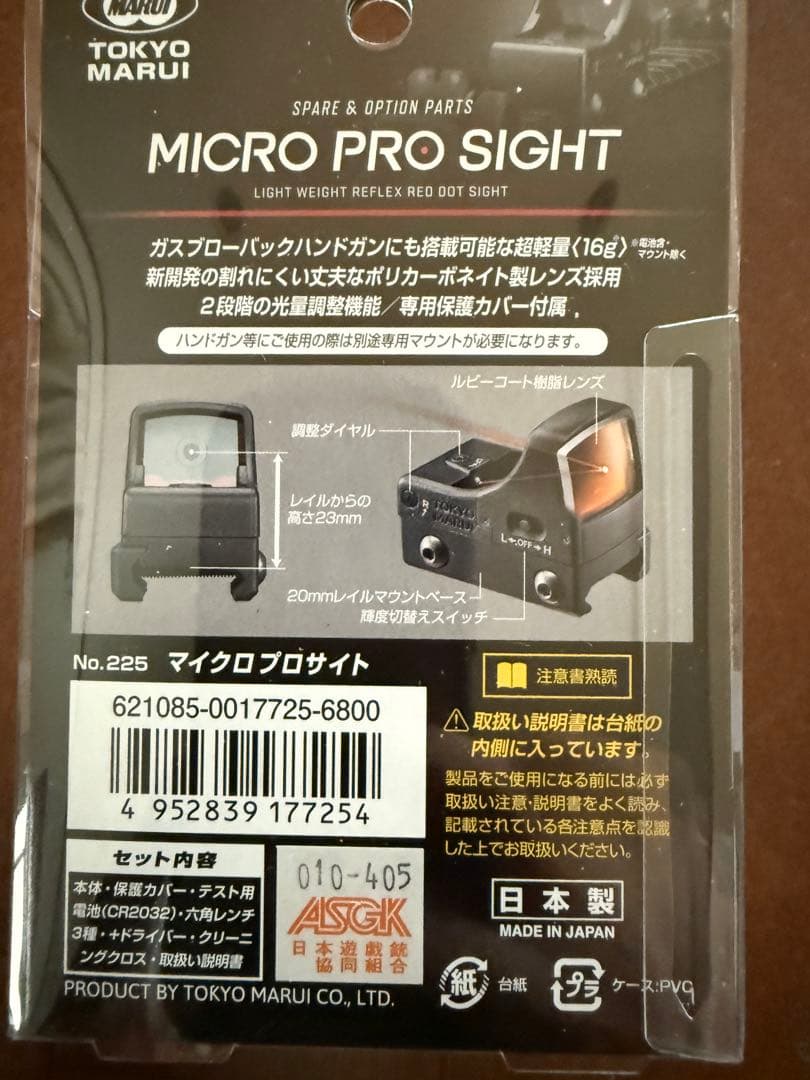 MARUI
TOKYO
MARUI
SPARE & OPTION PARTS
MICRO PRO SIGHT
LIGHT WEIGHT REFLEX RED DOT SIGHT
ガスブローバックハンドガンにも搭載可能な超軽量〈16g〉※電池含・マウント除く
新開発の割れにくい丈夫なポリカーボネイト製レンズ採用
2段階の光量調整機能/専用保護カバー付属
ハンドガン等にご使用の際は別途専用マウントが必要になります。
ルビーコート樹脂レンズ
調整ダイヤル
レイルからの
高さ23mm
R
TOKYO
MARUI
L←OFF→H
20mmレイルマウントベース
輝度切替えスイッチ
No.225 マイクロプロサイト
注意書熟読
621085-0017725-6800
4 952839 177254
⚠取扱い説明書は台紙の
内側に入っています。
製品をご使用になる前には必ず
取扱い注意・説明書をよく読み、
記載されている各注意点を認識
した上でお取扱いください。
セット内容
本体・保護カバー・テスト用
電池(CR2032)・六角レンチ
3種・+ドライバー・クリーニ
ングクロス・取扱い説明書
010-405
ASGK
日本遊戯銃
協同組合
日本製
MADE IN JAPAN
紙 台紙
プラ ケース:PVC
PRODUCT BY TOKYO MARUI CO., LTD.